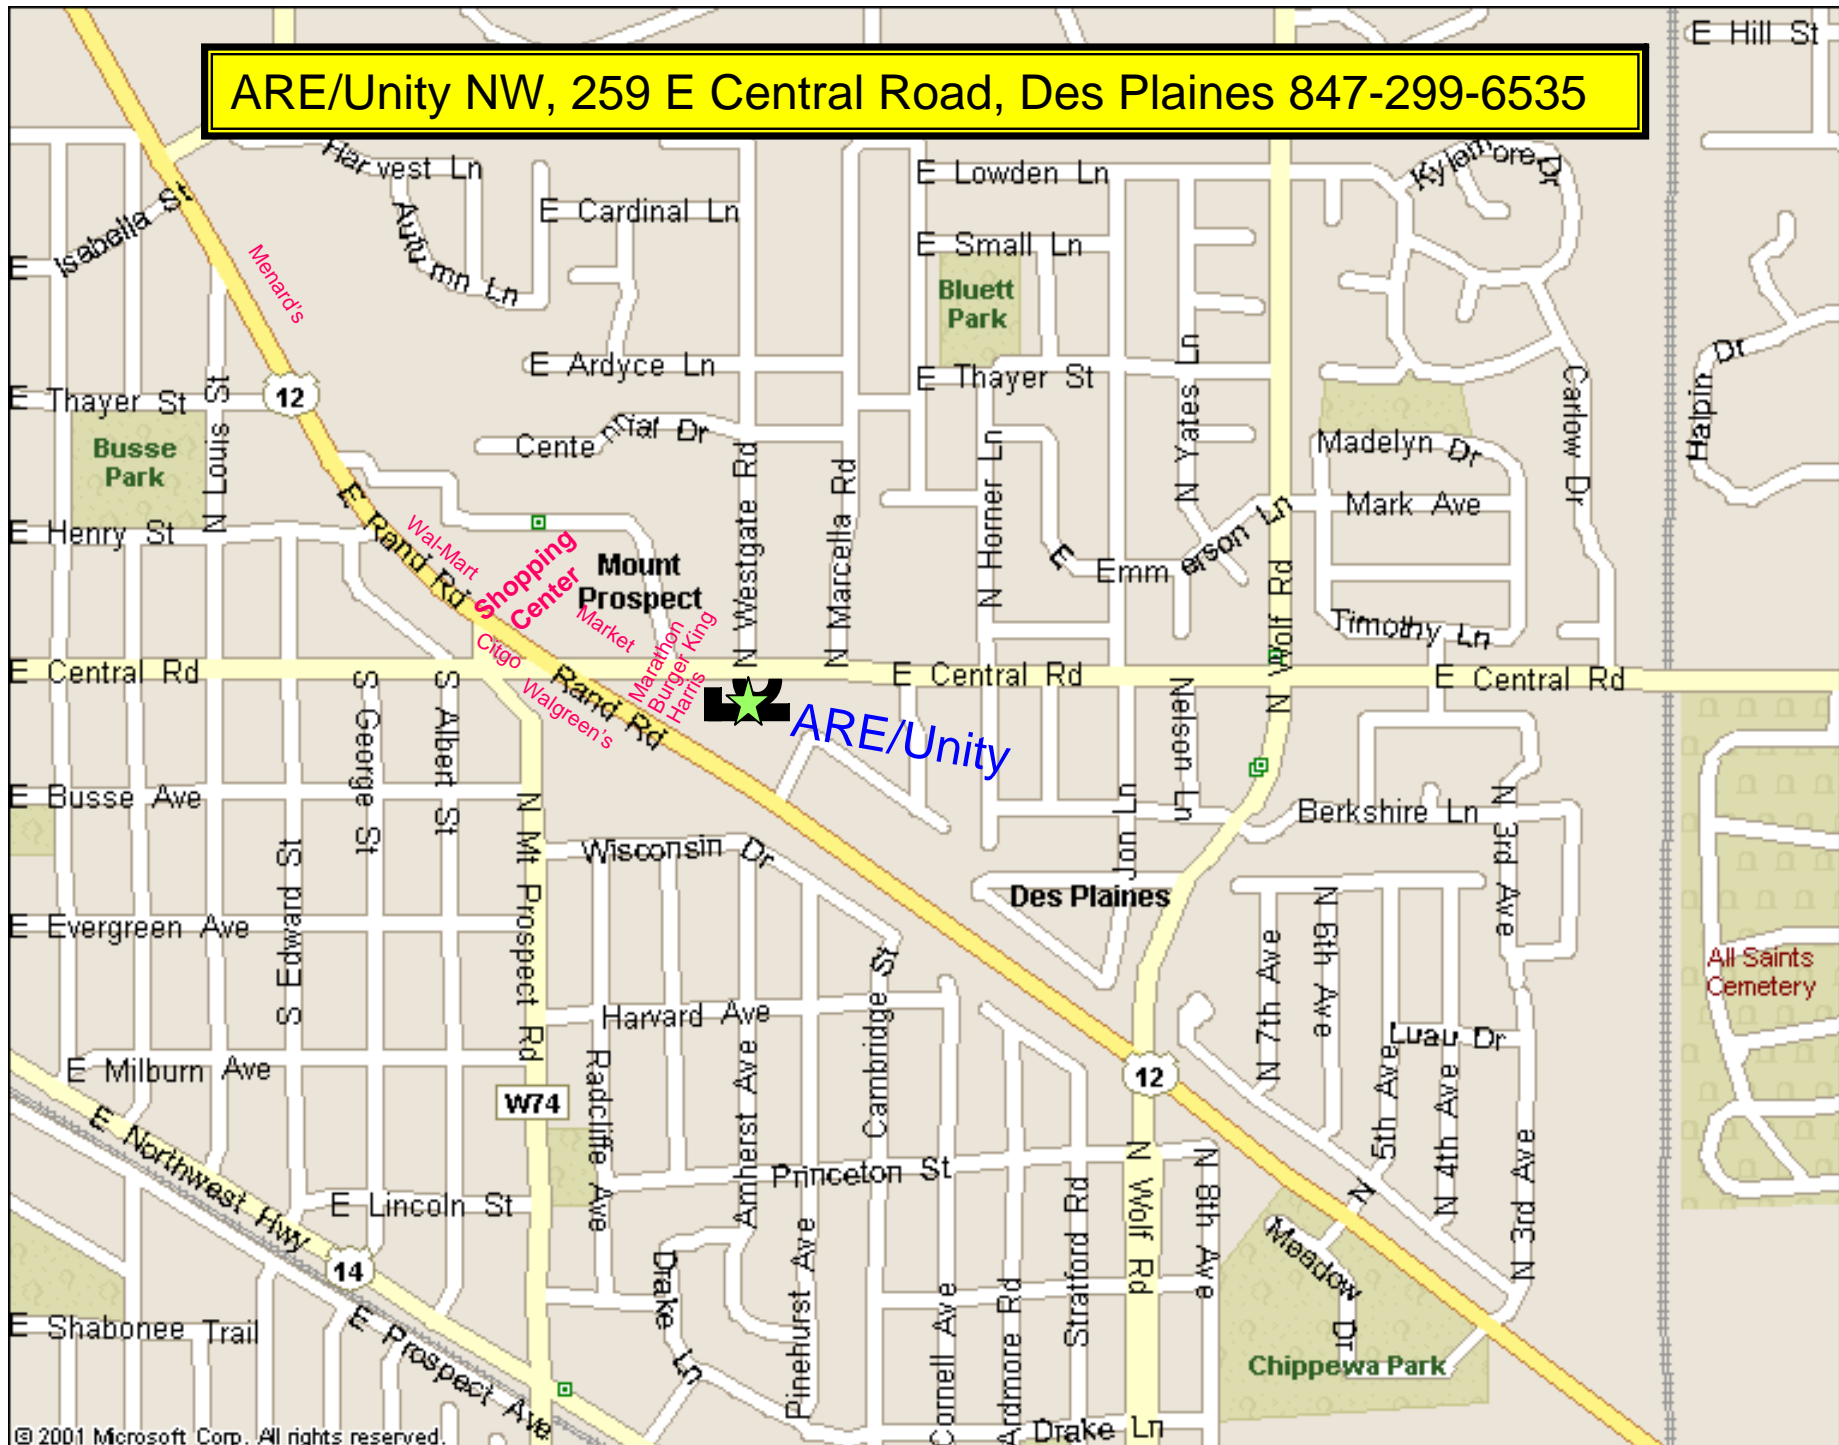 ARE/Unity NW, 259 E Central Road, Des Plaines 847-299-6535
E Hill St
Harvest Ln
Kylemore Dr
E Lowden Ln
E Cardinal Ln
Autumn Ln
Isabella St
E
E Small Ln
Menard's
Bluett
Park
E Ardyce Ln
E Thayer St
N Yates Ln
Halpin Dr
Carlow Dr
12
E Thayer St
N Louis St
Busse
Park
Centennial Dr
N Westgate Rd
N Marcella Rd
N Horner Ln
Madelyn Dr
Mark Ave
E Henry St
E Rand Rd
Wal-Mart
Shopping
Center
Mount
Prospect
E Emmerson Ln
N Wolf Rd
Timothy Ln
Market
Citgo
Marathon
Burger King
Harris
E Central Rd
E Central Rd
E Central Rd
Walgreen's
Rand Rd
ARE/Unity
S George St
S Albert St
Neleson Ln
Jon Ln
E Busse Ave
N Mt Prospect Rd
Berkshire Ln
N 3rd Ave
Wisconsin Dr
S Edward St
Des Plaines
E Evergreen Ave
Cambridge St
N 7th Ave
N 6th Ave
All Saints
Cemetery
Harvard Ave
Luau Dr
E Milburn Ave
Radcliffe Ave
Amherst Ave
12
5th Ave
N
N 4th Ave
N 3rd Ave
W74
E Northwest Hwy
Princeton St
N Wolf Rd
N 8th Ave
E Lincoln St
14
Drake Ln
Pinehurst Ave
Cornell Ave
Ardmore Rd
Stratford Rd
Meadow Dr
E Shabonee Trail
E Prospect Ave
Chippewa Park
Drake Ln
© 2001 Microsoft Corp. All rights reserved.